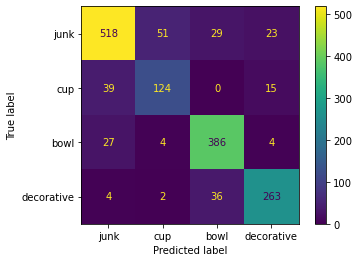 junk 518 51 29 23
cup 39 124 0 15
bowl 27 4 386 4
decorative 4 2 36 263
junk cup bowl decorative
Predicted label
True label
500
400
300
200
100
0